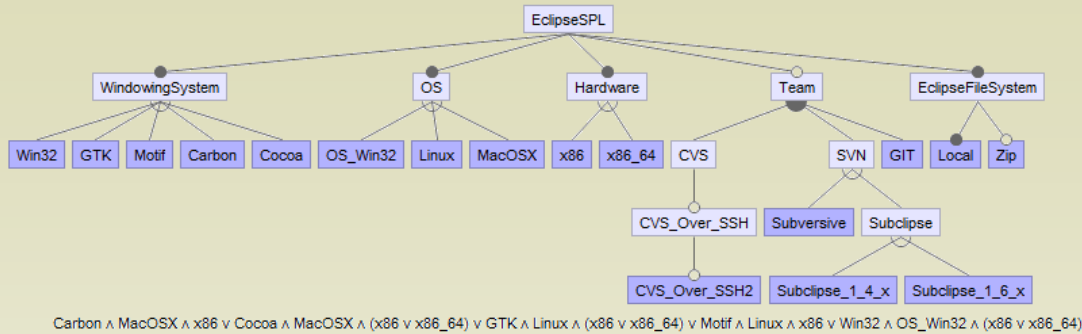 EclipseSPL
WindowingSystem OS Hardware Team EclipseFileSystem
Win32 GTK Motif Carbon Cocoa OS_Win32 Linux MacOSX x86 x86_64 CVS SVN GIT Local Zip
CVS_Over_SSH Subversive Subclipse
CVS_Over_SSH2 Subclipse_1_4_x Subclipse_1_6_x
Carbon ∧ MacOSX ∧ x86 ∨ Cocoa ∧ MacOSX ∧ (x86 ∨ x86_64) ∨ GTK ∧ Linux ∧ (x86 ∨ x86_64) ∨ Motif ∧ Linux ∧ x86 ∨ Win32 ∧ OS_Win32 ∧ (x86 ∨ x86_64)